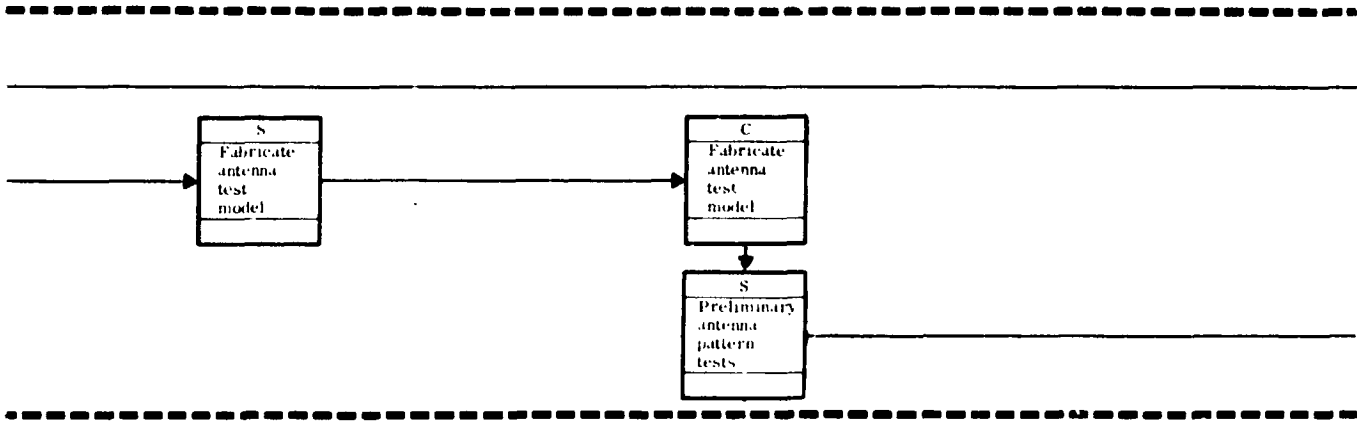 S
Fabricate
antenna
test
model
C
Fabricate
antenna
test
model
S
Preliminary
antenna
pattern
tests